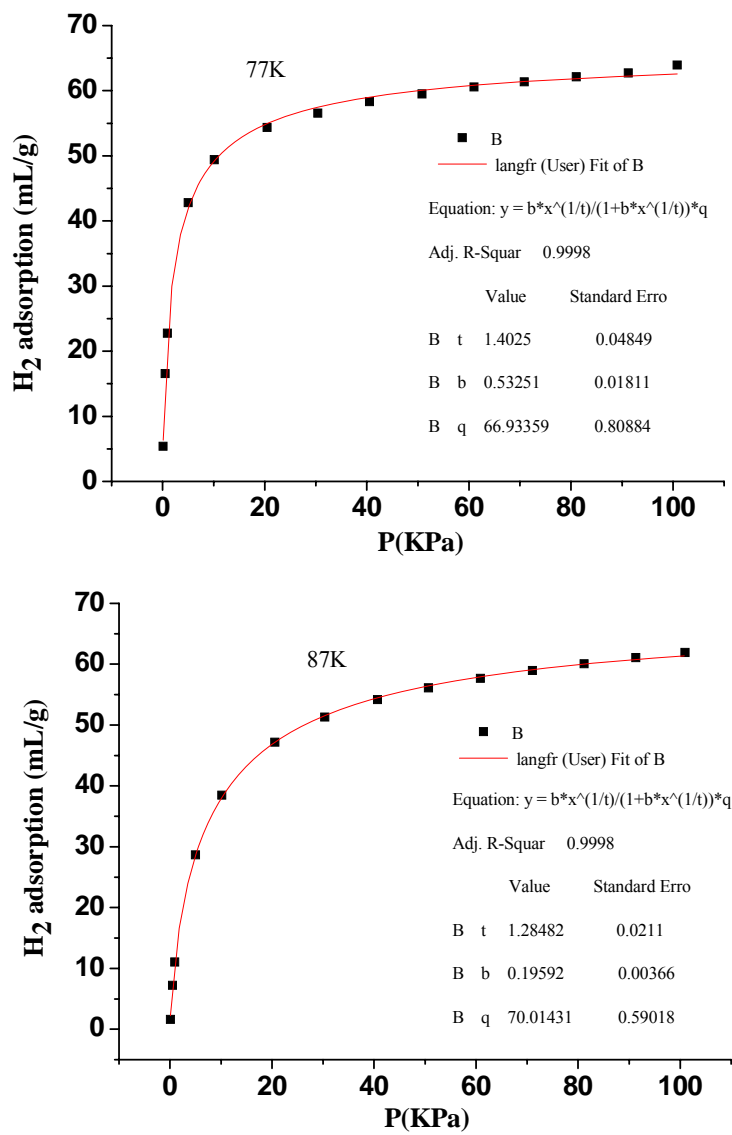 70
77K
60
B
50
langfr (User) Fit of B
Equation: y = b*x^(1/t)/(1+b*x^(1/t))*q
40
Adj. R-Squar 0.9998
30
Value Standard Erro
B t 1.4025 0.04849
20
B b 0.53251 0.01811
10
B q 66.93359 0.80884
0
H2 adsorption (mL/g)
0 20 40 60 80 100
P(KPa)
70
87K
60
50
B
langfr (User) Fit of B
40
Equation: y = b*x^(1/t)/(1+b*x^(1/t))*q
30
Adj. R-Squar 0.9998
Value Standard Erro
20
B t 1.28482 0.0211
10
B b 0.19592 0.00366
0
B q 70.01431 0.59018
H2 adsorption (mL/g)
0 20 40 60 80 100
P(KPa)